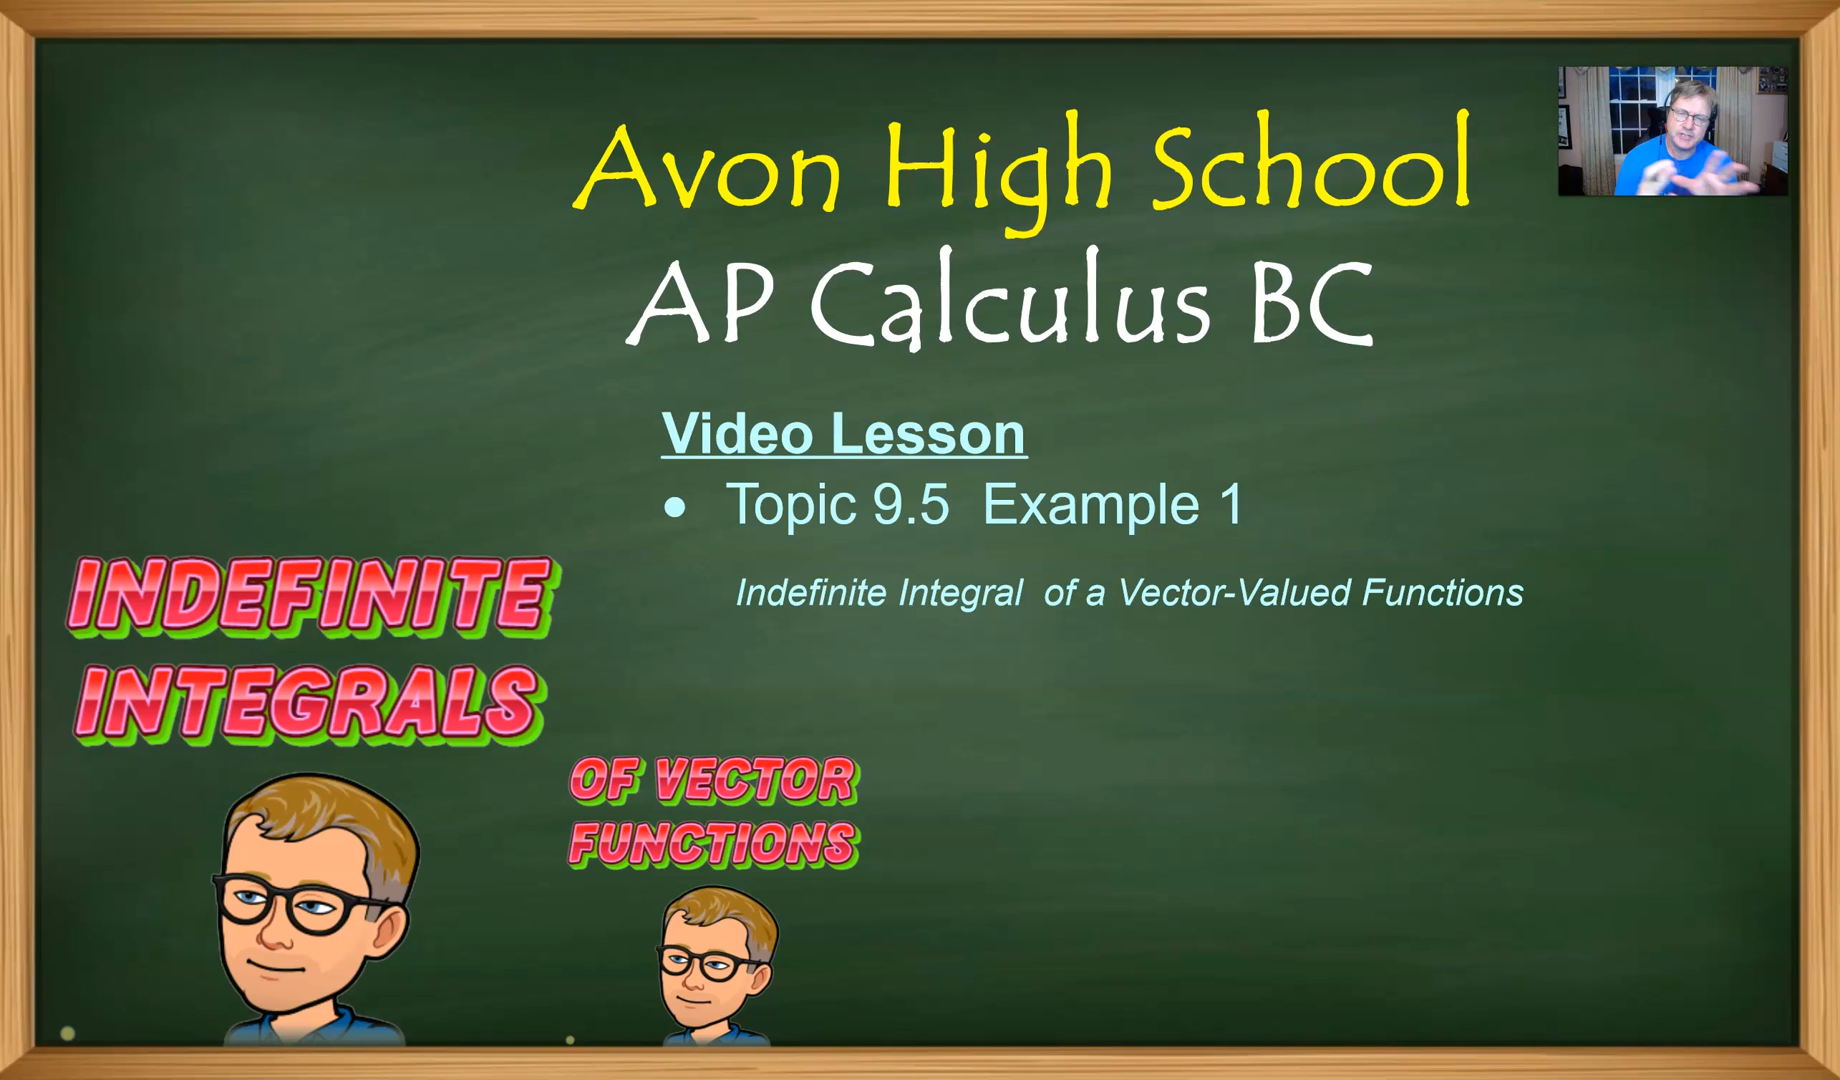 Avon High School
AP Calculus BC
Video Lesson
• Topic 9.5 Example 1
Indefinite Integral of a Vector-Valued Functions
INDEFINITE
INTEGRALS
OF VECTOR
FUNCTIONS